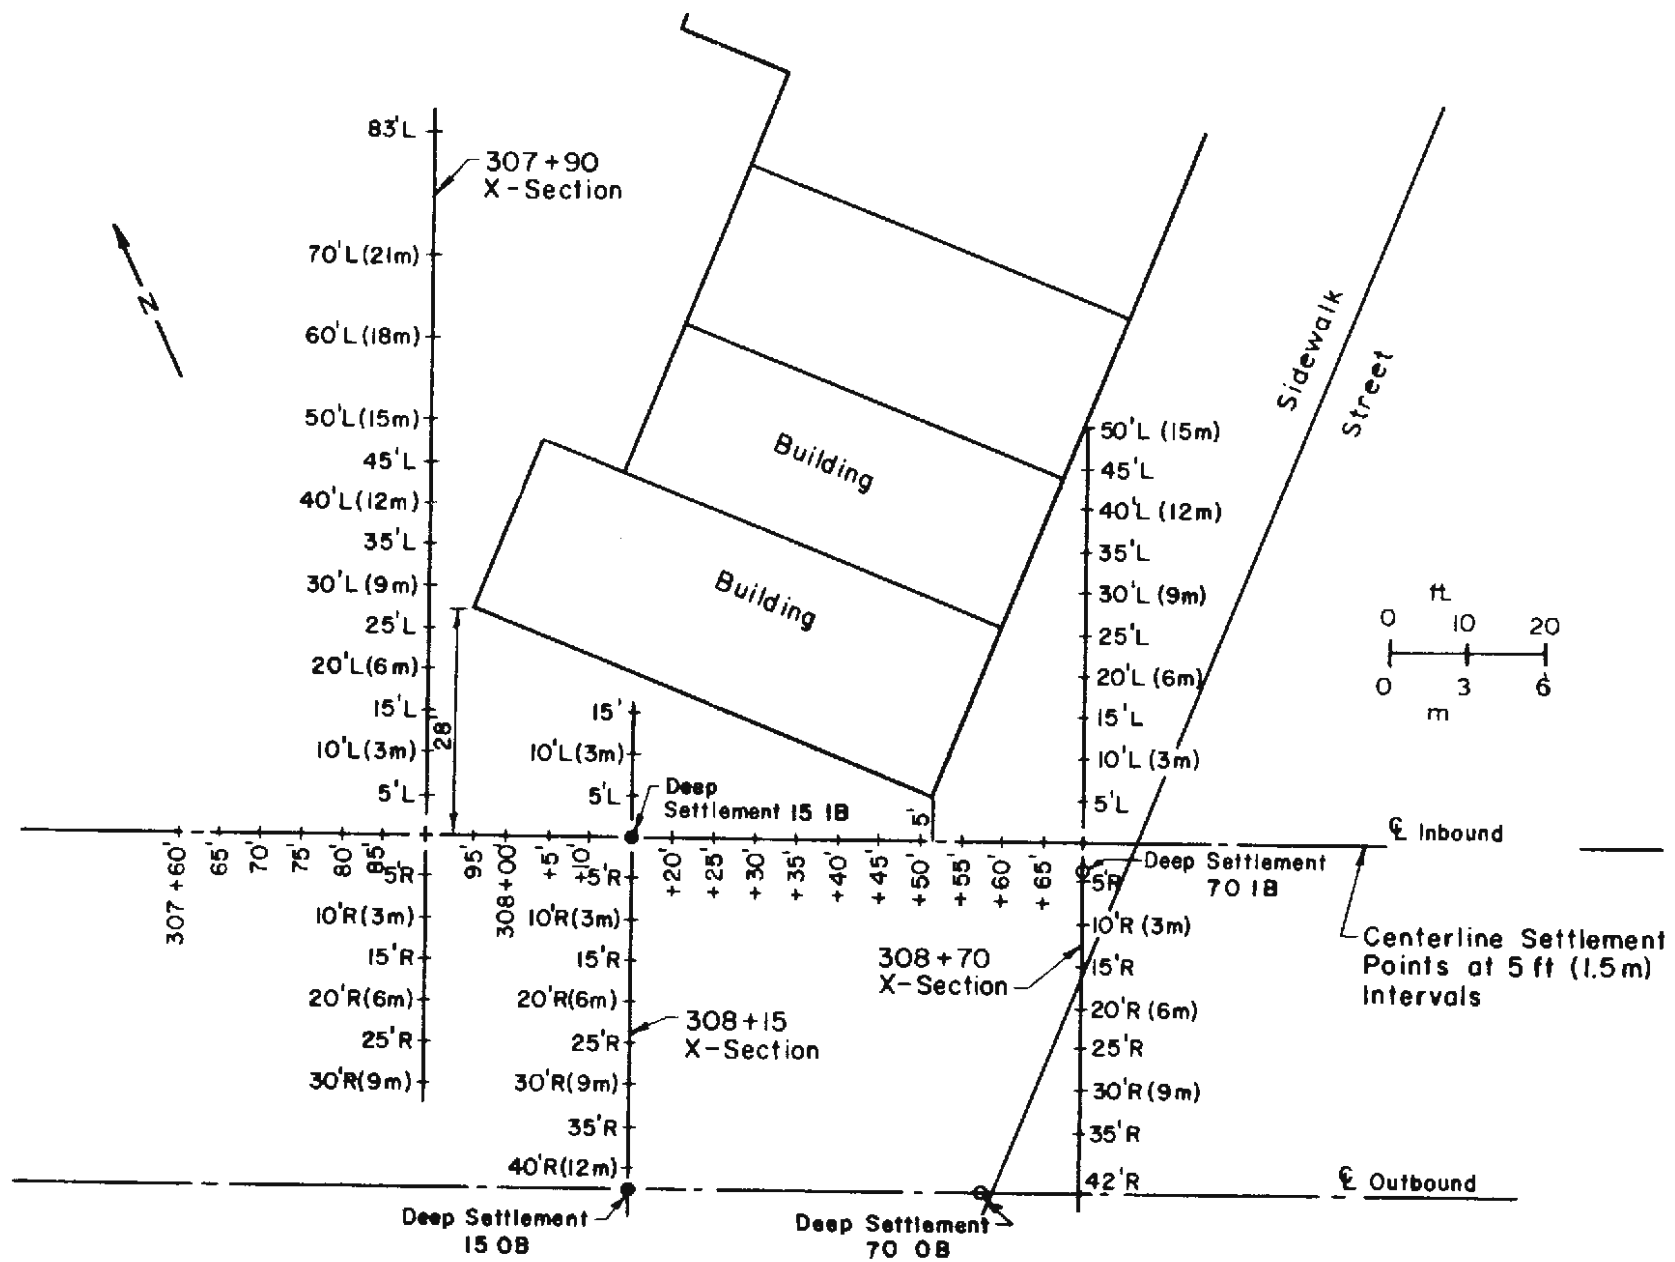 83'L
307+90
X-Section
70'L(21m)
60'L(18m)
50'L(15m)
45'L
40'L(12m)
35'L
30'L(9m)
25'L
20'L(6m)
15'L
10'L(3m)
5'L
28'
N
Building
Building
Sidewalk
Street
50'L (15m)
45'L
40'L (12m)
35'L
30'L (9m)
25'L
20'L (6m)
15'L
10'L (3m)
5'L
ft.
0 10 20
0 3 6
m
15'
10'L(3m)
5'L
Deep
Settlement 15 IB
5'
℄ Inbound
307+60'
65'
70'
75'
80'
85'
95'
308+00'
+5'
+10'
+20'
+25'
+30'
+35'
+40'
+45'
+50'
+55'
+60'
+65'
5'R
10'R(3m)
15'R
20'R(6m)
25'R
30'R(9m)
5'R
10'R(3m)
15'R
20'R(6m)
25'R
30'R(9m)
35'R
40'R(12m)
308+15
X-Section
Deep Settlement
70 IB
5'R
10'R (3m)
15'R
20'R (6m)
25'R
30'R (9m)
35'R
42'R
308+70
X-Section
Centerline Settlement
Points at 5 ft (1.5m)
Intervals
℄ Outbound
Deep Settlement
15 OB
Deep Settlement
70 OB